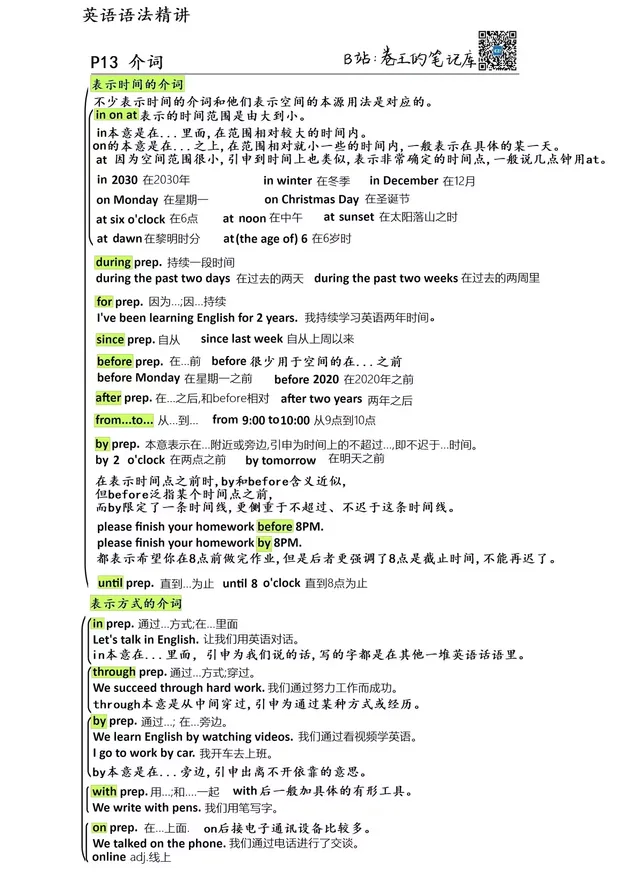 英语语法精讲
P13 介词
B站:卷王的笔记库
表示时间的介词
不少表示时间的介词和他们表示空间的本源用法是对应的。
in on at 表示的时间范围是由大到小。
in本意是在...里面,在范围相对较大的时间内。
on的本意是在...之上,在范围相对就小一些的时间内,一般表示在具体的某一天。
at 因为空间范围很小,引申到时间上也类似,表示非常确定的时间点,一般说几点钟用at。
in 2030 在2030年 in winter 在冬季 in December 在12月
on Monday 在星期一 on Christmas Day 在圣诞节
at six o'clock 在6点 at noon 在中午 at sunset 在太阳落山之时
at dawn 在黎明时分 at (the age of) 6 在6岁时
during prep. 持续一段时间
during the past two days 在过去的两天 during the past two weeks 在过去的两周里
for prep. 因为...;因...持续
I've been learning English for 2 years. 我持续学习英语两年时间。
since prep. 自从 since last week 自从上周以来
before prep. 在...前 before 很少用于空间的在...之前
before Monday 在星期一之前 before 2020 在2020年之前
after prep. 在...之后,和before相对 after two years 两年之后
from...to... 从...到... from 9:00 to 10:00 从9点到10点
by prep. 本意表示在...附近或旁边,引申为时间上的不超过...,即不迟于...时间。
by 2 o'clock 在两点之前 by tomorrow 在明天之前
在表示时间点之前时,by和before含义近似,
但before泛指某个时间点之前,
而by限定了一条时间线,更侧重于不超过、不迟于这条时间线。
please finish your homework before 8PM.
please finish your homework by 8PM.
都表示希望你在8点前做完作业,但是后者更强调了8点是截止时间,不能再迟了。
until prep. 直到...为止 until 8 o'clock 直到8点为止
表示方式的介词
in prep. 通过...方式;在...里面
Let's talk in English. 让我们用英语对话。
in本意是在...里面, 引申为我们说的话,写的字都是在其他一堆英语话语里。
through prep. 通过...方式;穿过。
We succeed through hard work. 我们通过努力工作而成功。
through本意是从中间穿过,引申为通过某种方式或经历。
by prep. 通过...; 在...旁边。
We learn English by watching videos. 我们通过看视频学英语。
I go to work by car. 我开车去上班。
by本意是在...旁边,引申出离不开依靠的意思。
with prep. 用...;和....一起 with后一般加具体的有形工具。
We write with pens. 我们用笔写字。
on prep. 在...上面. on后接电子通讯设备比较多。
We talked on the phone. 我们通过电话进行了交谈。
online adj.线上